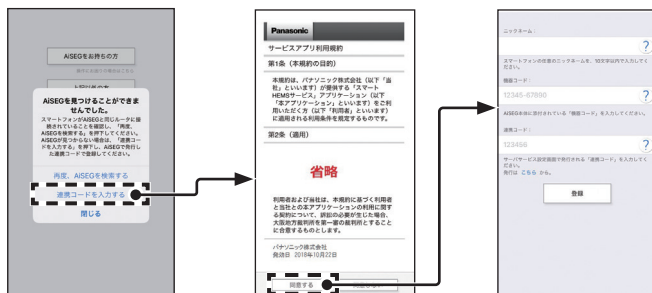 AiSEGをお持ちの方
AiSEGを見つけることができま
せんでした。
スマートフォンがAiSEGと同じルータに接
続されていることを確認し、「再度、
AiSEGを検索する」を押下してください。
AiSEGが見つからない場合は、「連携コー
ドを入力する」を押下し、AiSEGで発行し
た連携コードで登録してください。
再度、AiSEGを検索する
連携コードを入力する
閉じる
Panasonic
サービスアプリ利用規約
第1条（本規約の目的）
本規約は、パナソニック株式会社（以下「当
社」といいます）が提供する「スマート
HEMSサービス」アプリケーション（以下
「本アプリケーション」といいます）をご利
用いただく方（以下「利用者」といいます）
に適用される利用条件を規定するものです。
第2条（適用）
省略
利用者および当社は、本規約に基づく利用者
と当社との本アプリケーションの利用に関す
る契約について、訴訟の必要が生じた場合、
大阪地方裁判所を第一審の裁判所とすること
に合意するものとします。
パナソニック株式会社
発効日 2018年10月22日
同意する
同意しない
ニックネーム：
?
スマートフォンの任意のニックネームを、10文字以内で入力してく
ださい。
機器コード：
12345-67890
?
AiSEG本体に添付されている「機器コード」を入力してください。
連携コード：
123456
?
サーバサービス設定画面で発行される「連携コード」を入力してく
ださい。
発行は こちら から。
登録